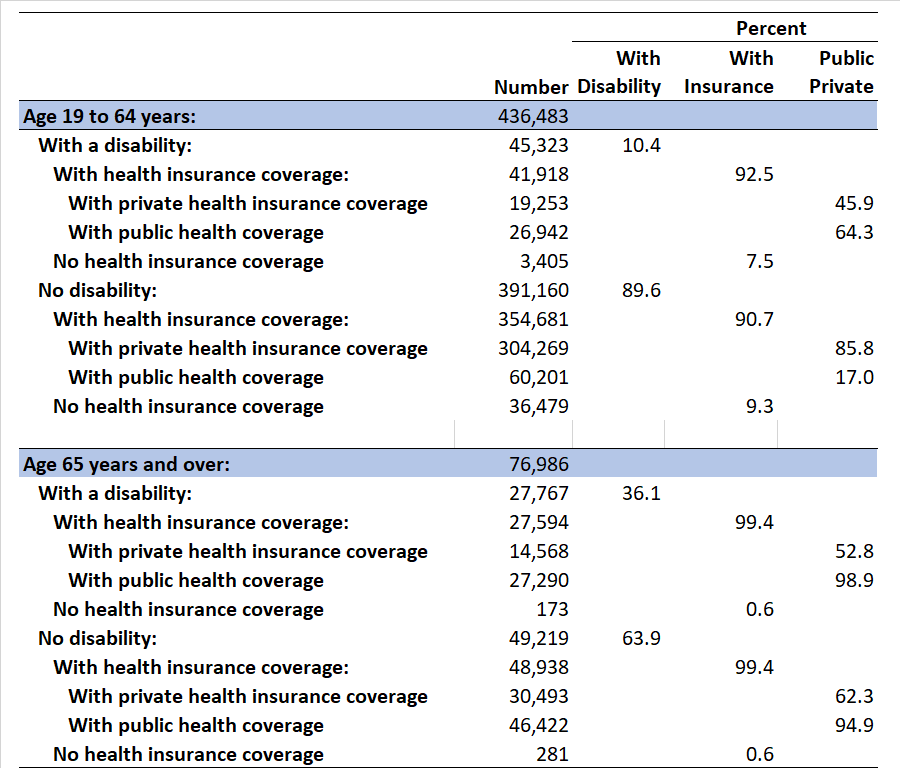 Percent
With With Public
Number Disability Insurance Private
Age 19 to 64 years: 436,483
With a disability: 45,323 10.4
With health insurance coverage: 41,918 92.5
With private health insurance coverage 19,253 45.9
With public health coverage 26,942 64.3
No health insurance coverage 3,405 7.5
No disability: 391,160 89.6
With health insurance coverage: 354,681 90.7
With private health insurance coverage 304,269 85.8
With public health coverage 60,201 17.0
No health insurance coverage 36,479 9.3
Age 65 years and over: 76,986
With a disability: 27,767 36.1
With health insurance coverage: 27,594 99.4
With private health insurance coverage 14,568 52.8
With public health coverage 27,290 98.9
No health insurance coverage 173 0.6
No disability: 49,219 63.9
With health insurance coverage: 48,938 99.4
With private health insurance coverage 30,493 62.3
With public health coverage 46,422 94.9
No health insurance coverage 281 0.6